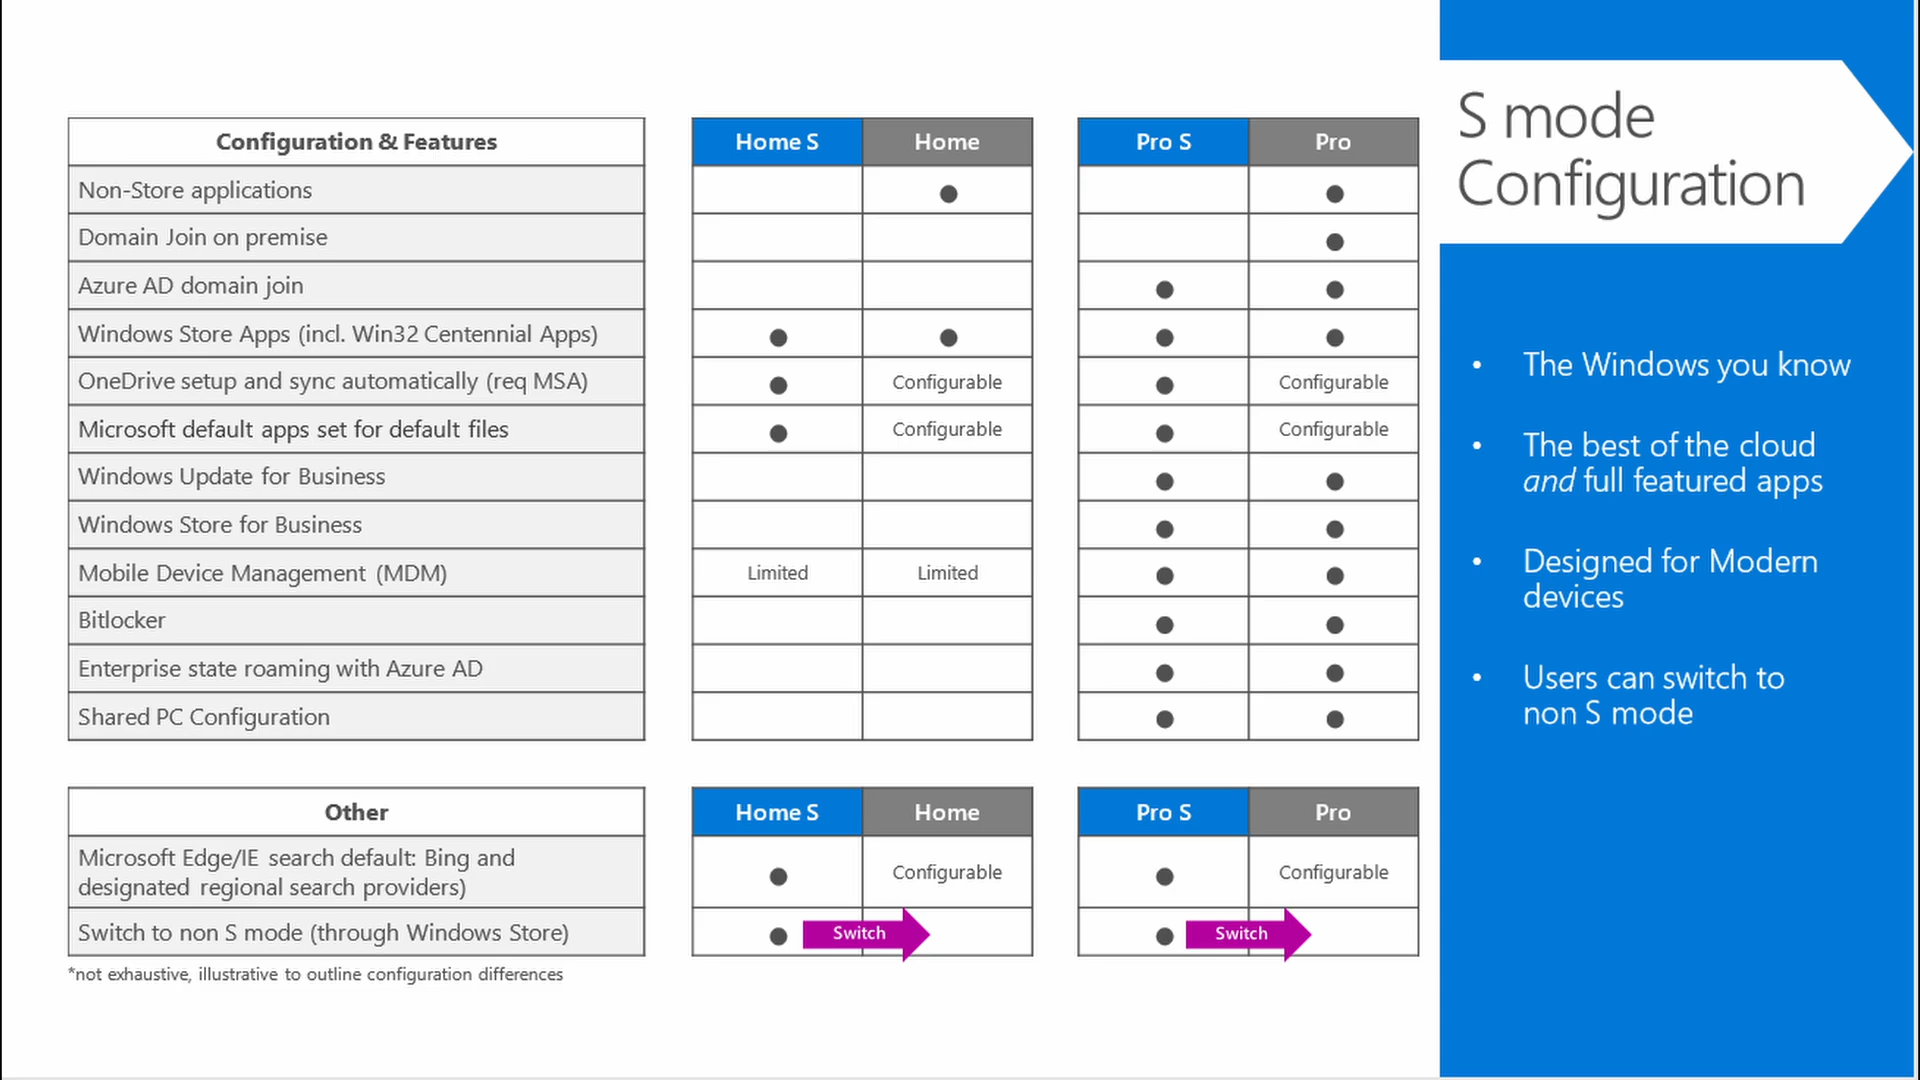 S mode
Configuration
Configuration & Features
Home S
Home
Pro S
Pro
Non-Store applications
●
●
Domain Join on premise
●
Azure AD domain join
●
●
Windows Store Apps (incl. Win32 Centennial Apps)
●
●
●
●
OneDrive setup and sync automatically (req MSA)
●
Configurable
●
Configurable
Microsoft default apps set for default files
●
Configurable
●
Configurable
Windows Update for Business
●
●
Windows Store for Business
●
●
Mobile Device Management (MDM)
Limited
Limited
●
●
Bitlocker
●
●
Enterprise state roaming with Azure AD
●
●
Shared PC Configuration
●
●
Other
Home S
Home
Pro S
Pro
Microsoft Edge/IE search default: Bing and
designated regional search providers)
●
Configurable
●
Configurable
Switch to non S mode (through Windows Store)
●
Switch
●
Switch
*not exhaustive, illustrative to outline configuration differences
• The Windows you know
• The best of the cloud
and full featured apps
• Designed for Modern
devices
• Users can switch to
non S mode